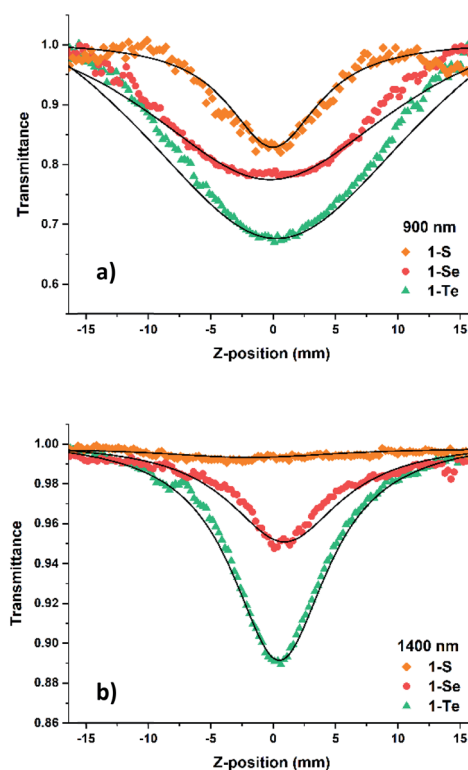 1.0
0.9
0.8
0.7
0.6
Transmittance
a)
900 nm
1-S
1-Se
1-Te
-15 -10 -5 0 5 10 15
Z-position (mm)
1.00
0.98
0.96
0.94
0.92
0.90
0.88
0.86
Transmittance
b)
1400 nm
1-S
1-Se
1-Te
-15 -10 -5 0 5 10 15
Z-position (mm)